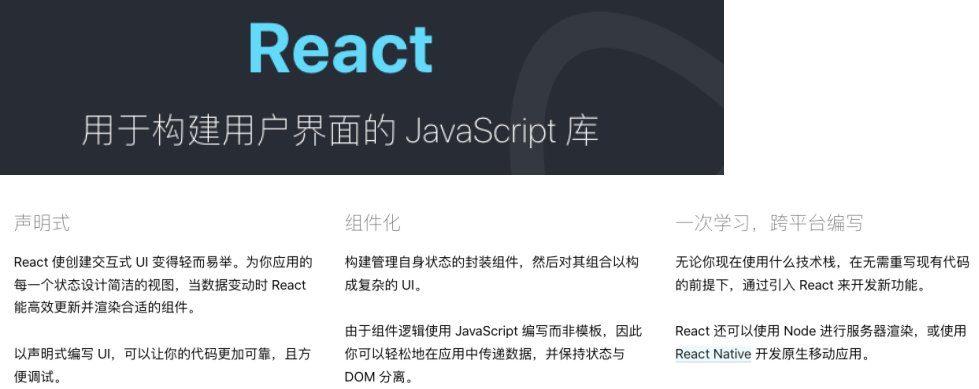 React
用于构建用户界面的 JavaScript 库
声明式
React 使创建交互式 UI 变得轻而易举。为你应用的
每一个状态设计简洁的视图，当数据变动时 React
能高效更新并渲染合适的组件。
以声明式编写 UI，可以让你的代码更加可靠，且方
便调试。
组件化
构建管理自身状态的封装组件，然后对其组合以构
成复杂的 UI。
由于组件逻辑使用 JavaScript 编写而非模板，因此
你可以轻松地在应用中传递数据，并保持状态与
DOM 分离。
一次学习，跨平台编写
无论你现在使用什么技术栈，在无需重写现有代码
的前提下，通过引入 React 来开发新功能。
React 还可以使用 Node 进行服务器渲染，或使用
React Native 开发原生移动应用。